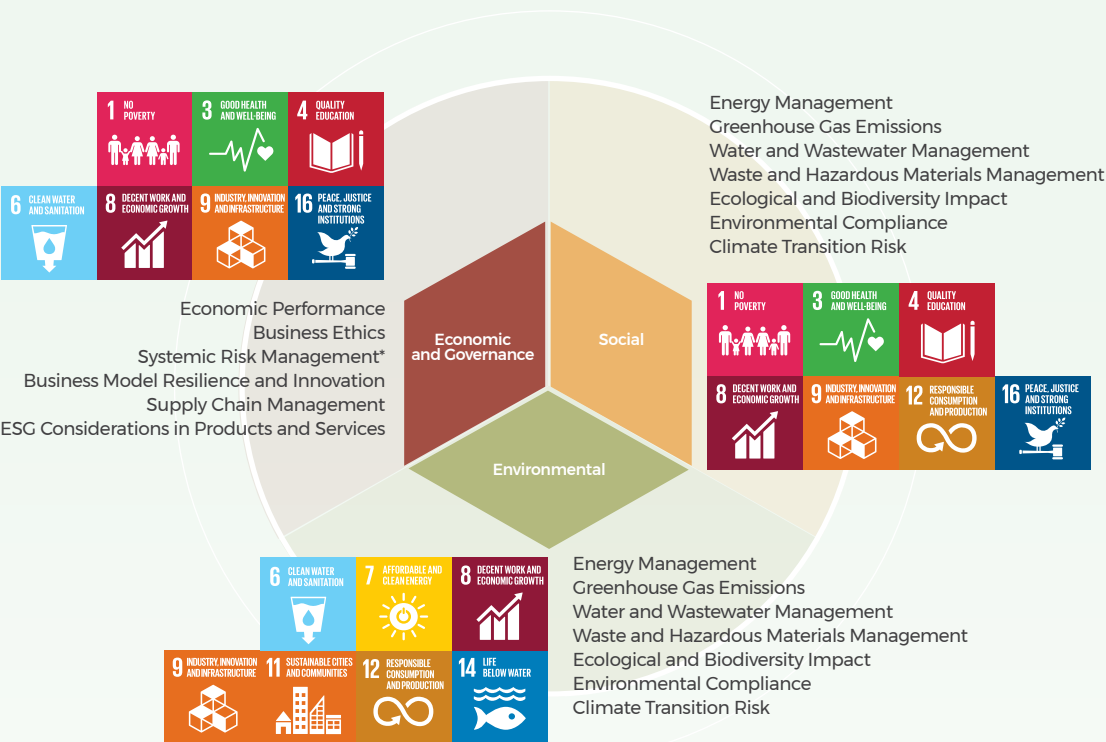 1 NO
POVERTY
3 GOOD HEALTH
AND WELL-BEING
4 QUALITY
EDUCATION
6 CLEAN WATER
AND SANITATION
8 DECENT WORK AND
ECONOMIC GROWTH
9 INDUSTRY, INNOVATION
AND INFRASTRUCTURE
16 PEACE, JUSTICE
AND STRONG
INSTITUTIONS
Economic Performance
Business Ethics
Systemic Risk Management*
Business Model Resilience and Innovation
Supply Chain Management
ESG Considerations in Products and Services
Economic
and Governance
Social
Environmental
Energy Management
Greenhouse Gas Emissions
Water and Wastewater Management
Waste and Hazardous Materials Management
Ecological and Biodiversity Impact
Environmental Compliance
Climate Transition Risk
1 NO
POVERTY
3 GOOD HEALTH
AND WELL-BEING
4 QUALITY
EDUCATION
8 DECENT WORK AND
ECONOMIC GROWTH
9 INDUSTRY, INNOVATION
AND INFRASTRUCTURE
12 RESPONSIBLE
CONSUMPTION
AND PRODUCTION
16 PEACE, JUSTICE
AND STRONG
INSTITUTIONS
6 CLEAN WATER
AND SANITATION
7 AFFORDABLE AND
CLEAN ENERGY
8 DECENT WORK AND
ECONOMIC GROWTH
9 INDUSTRY, INNOVATION
AND INFRASTRUCTURE
11 SUSTAINABLE CITIES
AND COMMUNITIES
12 RESPONSIBLE
CONSUMPTION
AND PRODUCTION
14 LIFE
BELOW WATER
Energy Management
Greenhouse Gas Emissions
Water and Wastewater Management
Waste and Hazardous Materials Management
Ecological and Biodiversity Impact
Environmental Compliance
Climate Transition Risk